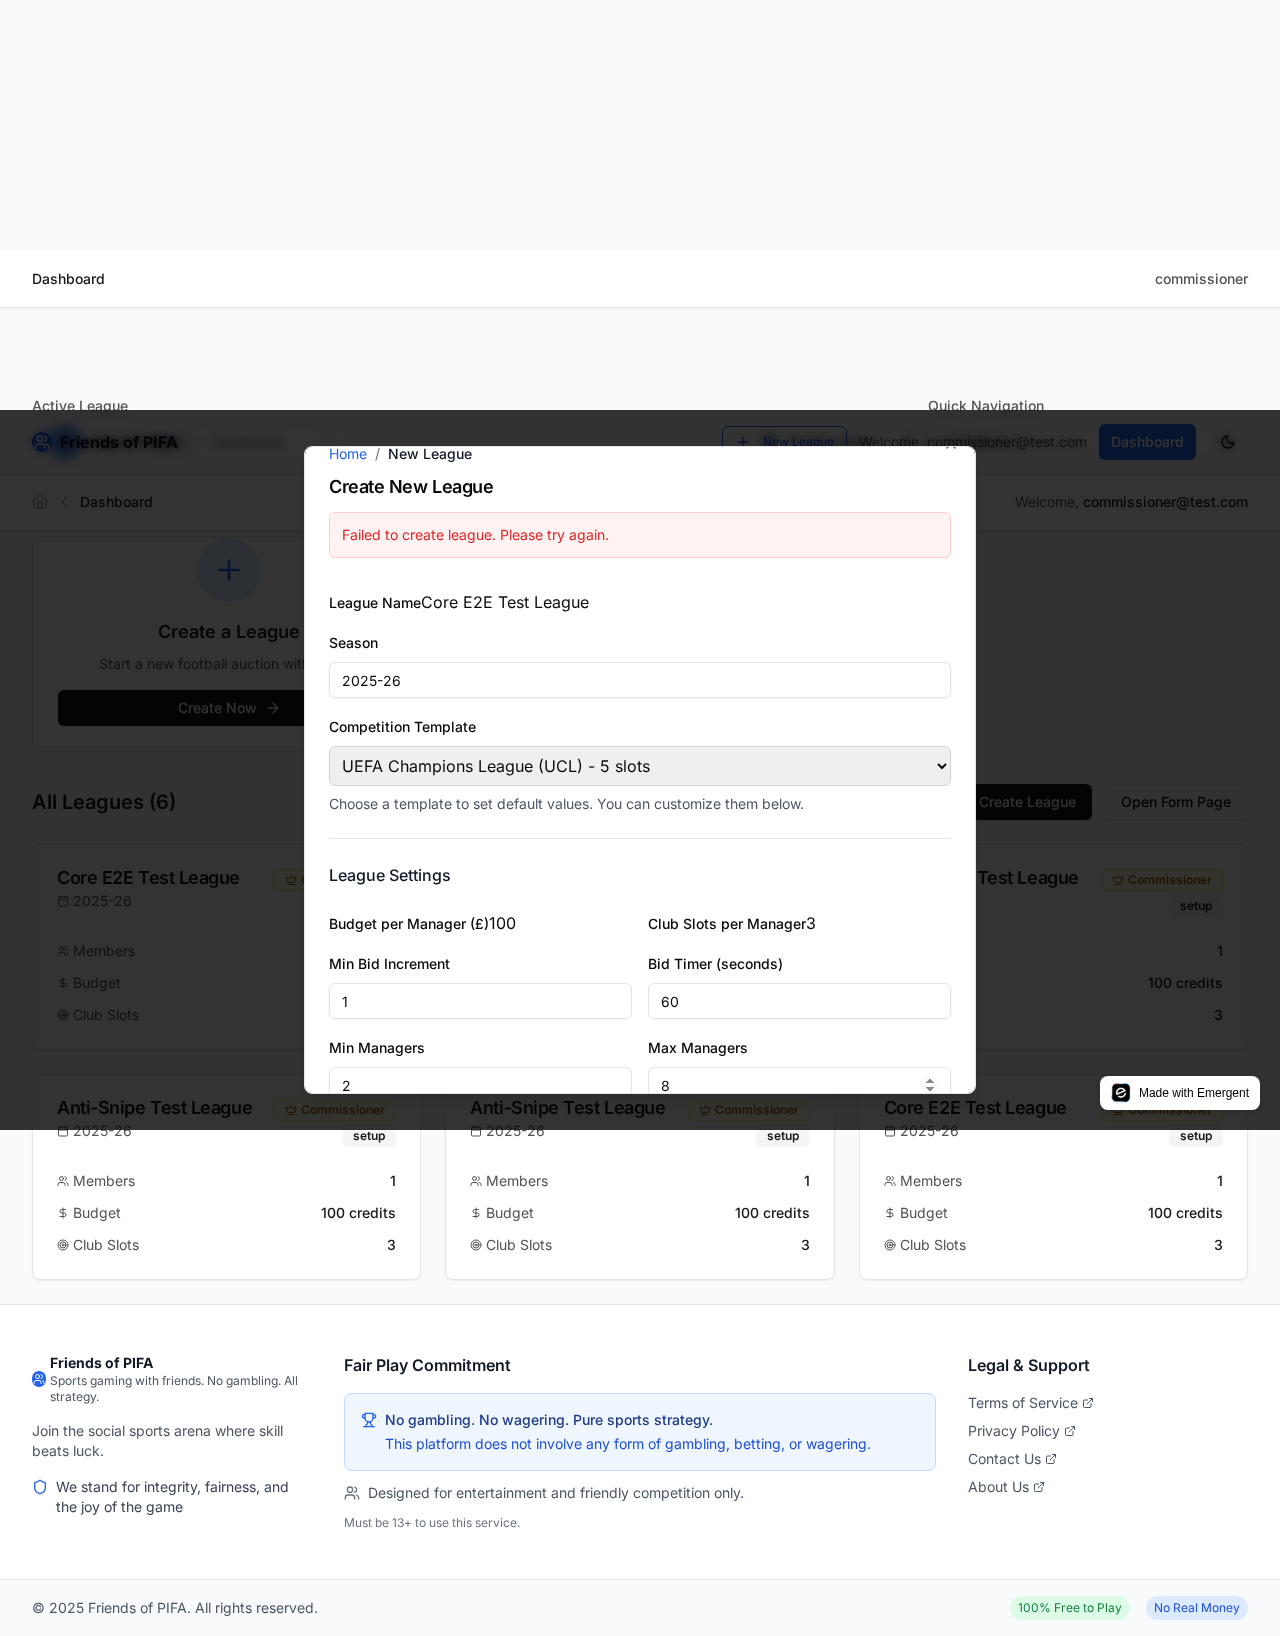 Dashboard
commissioner
Active League
Quick Navigation
Friends of PIFA
New League
Welcome, commissioner@test.com
Dashboard
Dashboard
Welcome, commissioner@test.com
Home / New League
Create New League
Failed to create league. Please try again.
League Name Core E2E Test League
Season
2025-26
Competition Template
UEFA Champions League (UCL) - 5 slots
Choose a template to set default values. You can customize them below.
League Settings
Budget per Manager (£)100
Club Slots per Manager3
Min Bid Increment
Bid Timer (seconds)
1
60
Min Managers
Max Managers
2
8
Create a League
Start a new football auction
Create Now
All Leagues (6)
Create League
Open Form Page
Core E2E Test League
2025-26
Members
Budget
Club Slots
Test League
Commissioner
setup
1
100 credits
3
Made with Emergent
Anti-Snipe Test League
Commissioner
2025-26
setup
Members
1
Budget
100 credits
Club Slots
3
Anti-Snipe Test League
Commissioner
2025-26
setup
Members
1
Budget
100 credits
Club Slots
3
Core E2E Test League
2025-26
setup
Members
1
Budget
100 credits
Club Slots
3
Friends of PIFA
Sports gaming with friends. No gambling. All
strategy.
Join the social sports arena where skill
beats luck.
We stand for integrity, fairness, and
the joy of the game
Fair Play Commitment
No gambling. No wagering. Pure sports strategy.
This platform does not involve any form of gambling, betting, or wagering.
Designed for entertainment and friendly competition only.
Must be 13+ to use this service.
Legal & Support
Terms of Service
Privacy Policy
Contact Us
About Us
© 2025 Friends of PIFA. All rights reserved.
100% Free to Play
No Real Money